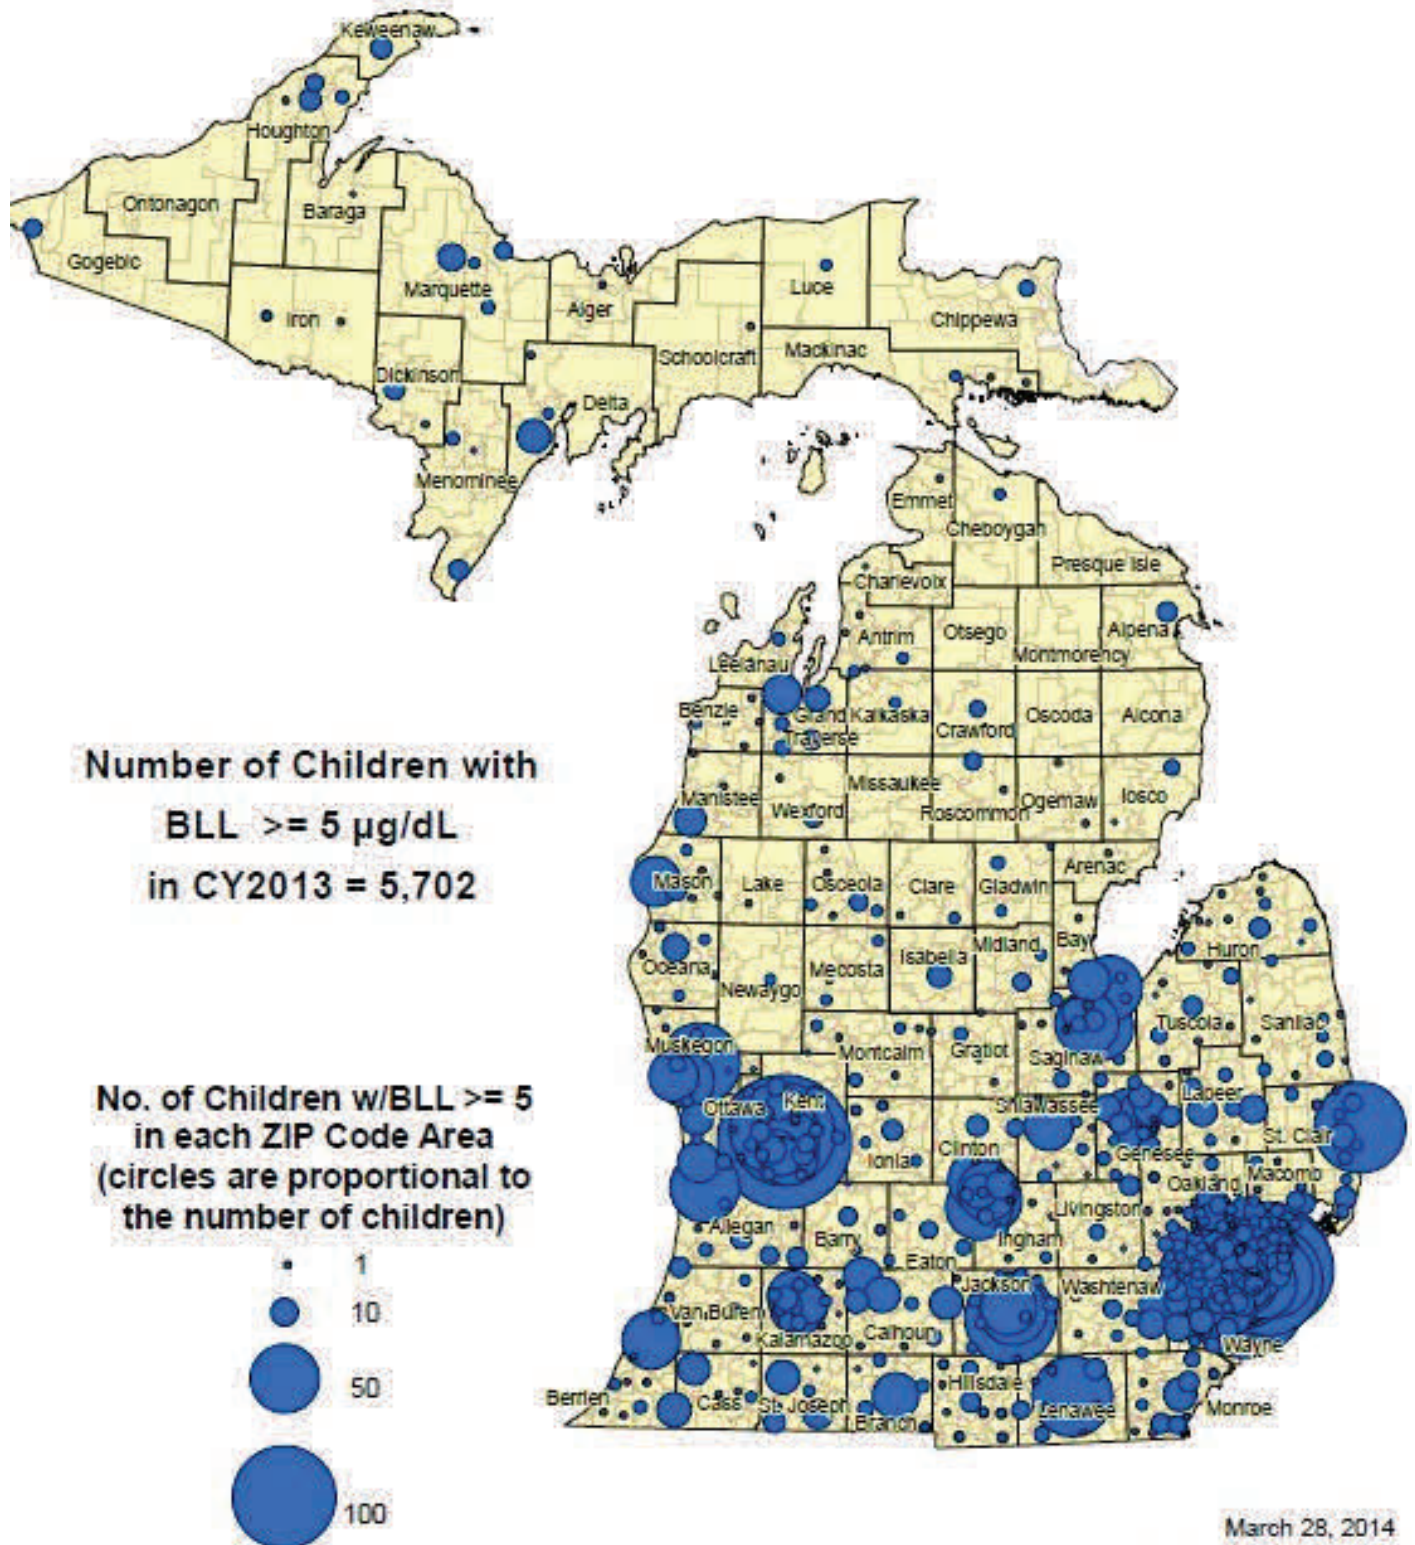 Keweenaw
Houghton
Ontonagon
Baraga
Gogebic
Marquette
Iron
Alger
Luce
Chippewa
Schoolcraft
Mackinac
Dickinson
Delta
Menominee
Emmet
Cheboygan
Presque Isle
Charlevoix
Antrim
Otsego
Montmorency
Alpena
Leelanau
Benzie
Grand
Traverse
Kalkaska
Crawford
Oscoda
Alcona
Number of Children with
BLL >= 5 µg/dL
in CY2013 = 5,702
Manistee
Wexford
Missaukee
Roscommon
Ogemaw
Iosco
Mason
Lake
Osceola
Clare
Gladwin
Arenac
Oceana
Newaygo
Mecosta
Isabella
Midland
Bay
Huron
Muskegon
Montcalm
Gratiot
Saginaw
Tuscola
Sanilac
No. of Children w/BLL >= 5
in each ZIP Code Area
(circles are proportional to
the number of children)
1
10
50
100
Ottawa
Kent
Ionia
Clinton
Shiawassee
Genesee
Lapeer
St. Clair
Allegan
Barry
Eaton
Ingham
Livingston
Oakland
Macomb
Van Buren
Kalamazoo
Calhoun
Jackson
Washtenaw
Wayne
Berrien
Cass
St. Joseph
Branch
Hillsdale
Lenawee
Monroe
March 28, 2014